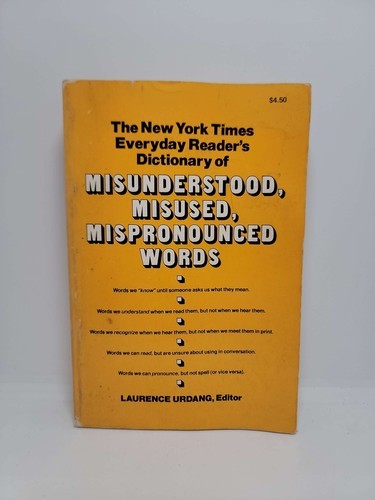 $4.50
The New York Times
Everyday Reader's
Dictionary of
MISUNDERSTOOD,
MISUSED,
MISPRONOUNCED
WORDS
Words we "know" until someone asks us what they mean.
Words we understand when we read them, but not when we hear them.
Words we recognize when we hear them, but not when we meet them in print.
Words we can read, but are unsure about using in conversation.
Words we can pronounce, but not spell (or vice versa).
LAURENCE URDANG, Editor